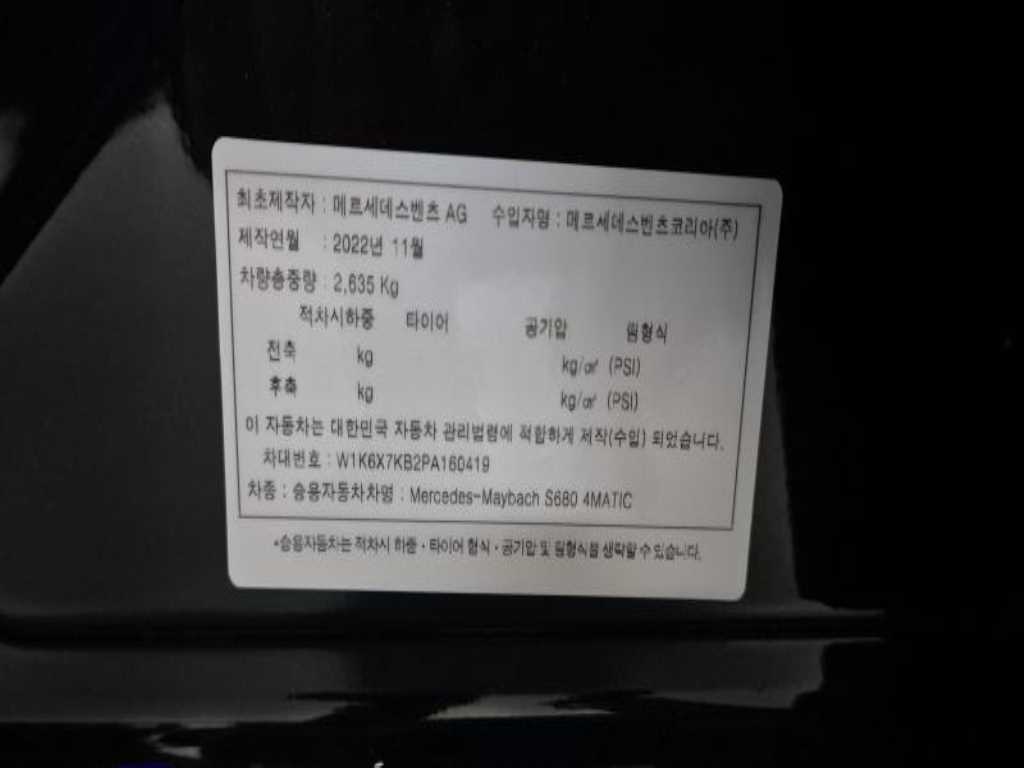 최초제작자 : 메르세데스벤츠 AG 수입자명 : 메르세데스벤츠코리아(주)
제작연월 : 2022년 11월
차량총중량 : 2,635 Kg
적차시하중 타이어 공기압 림형식
전축 kg kg/㎠ (PSI)
후축 kg kg/㎠ (PSI)
이 자동차는 대한민국 자동차 관리법령에 적합하게 제작(수입) 되었습니다.
차대번호 : W1K6X7KB2PA160419
차종 : 승용자동차차명 : Mercedes-Maybach S680 4MATIC
*승용자동차는 적차시 하중 · 타이어 형식 · 공기압 및 림형식을 생략할 수 있습니다.